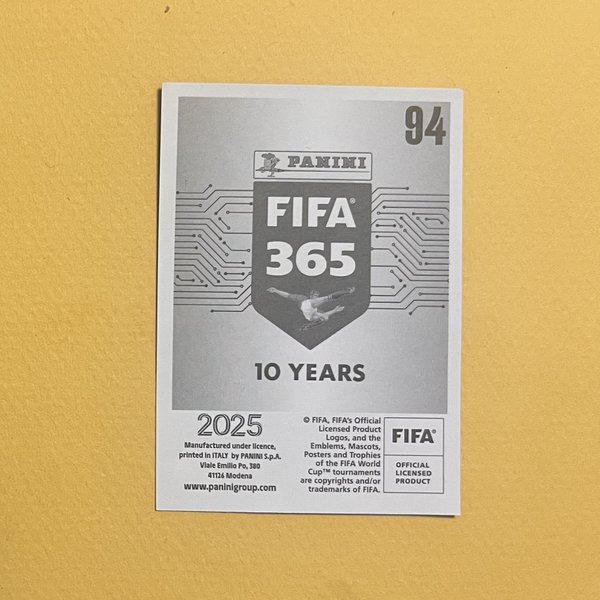 94
PANINI
FIFA®
365
10 YEARS
2025
Manufactured under licence,
printed in ITALY by PANINI S.p.A.
Viale Emilio Po, 380
41126 Modena
www.paninigroup.com
© FIFA, FIFA's Official
Licensed Product
Logos, and the
Emblems, Mascots,
Posters and Trophies
of the FIFA World
Cup™ tournaments
are copyrights and/or
trademarks of FIFA.
FIFA®
OFFICIAL
LICENSED
PRODUCT